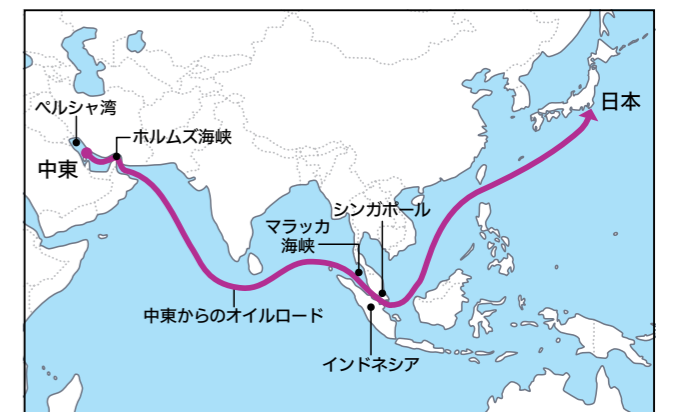 ペルシャ湾
ホルムズ海峡
日本
中東
シンガポール
マラッカ
海峡
中東からのオイルロード
インドネシア